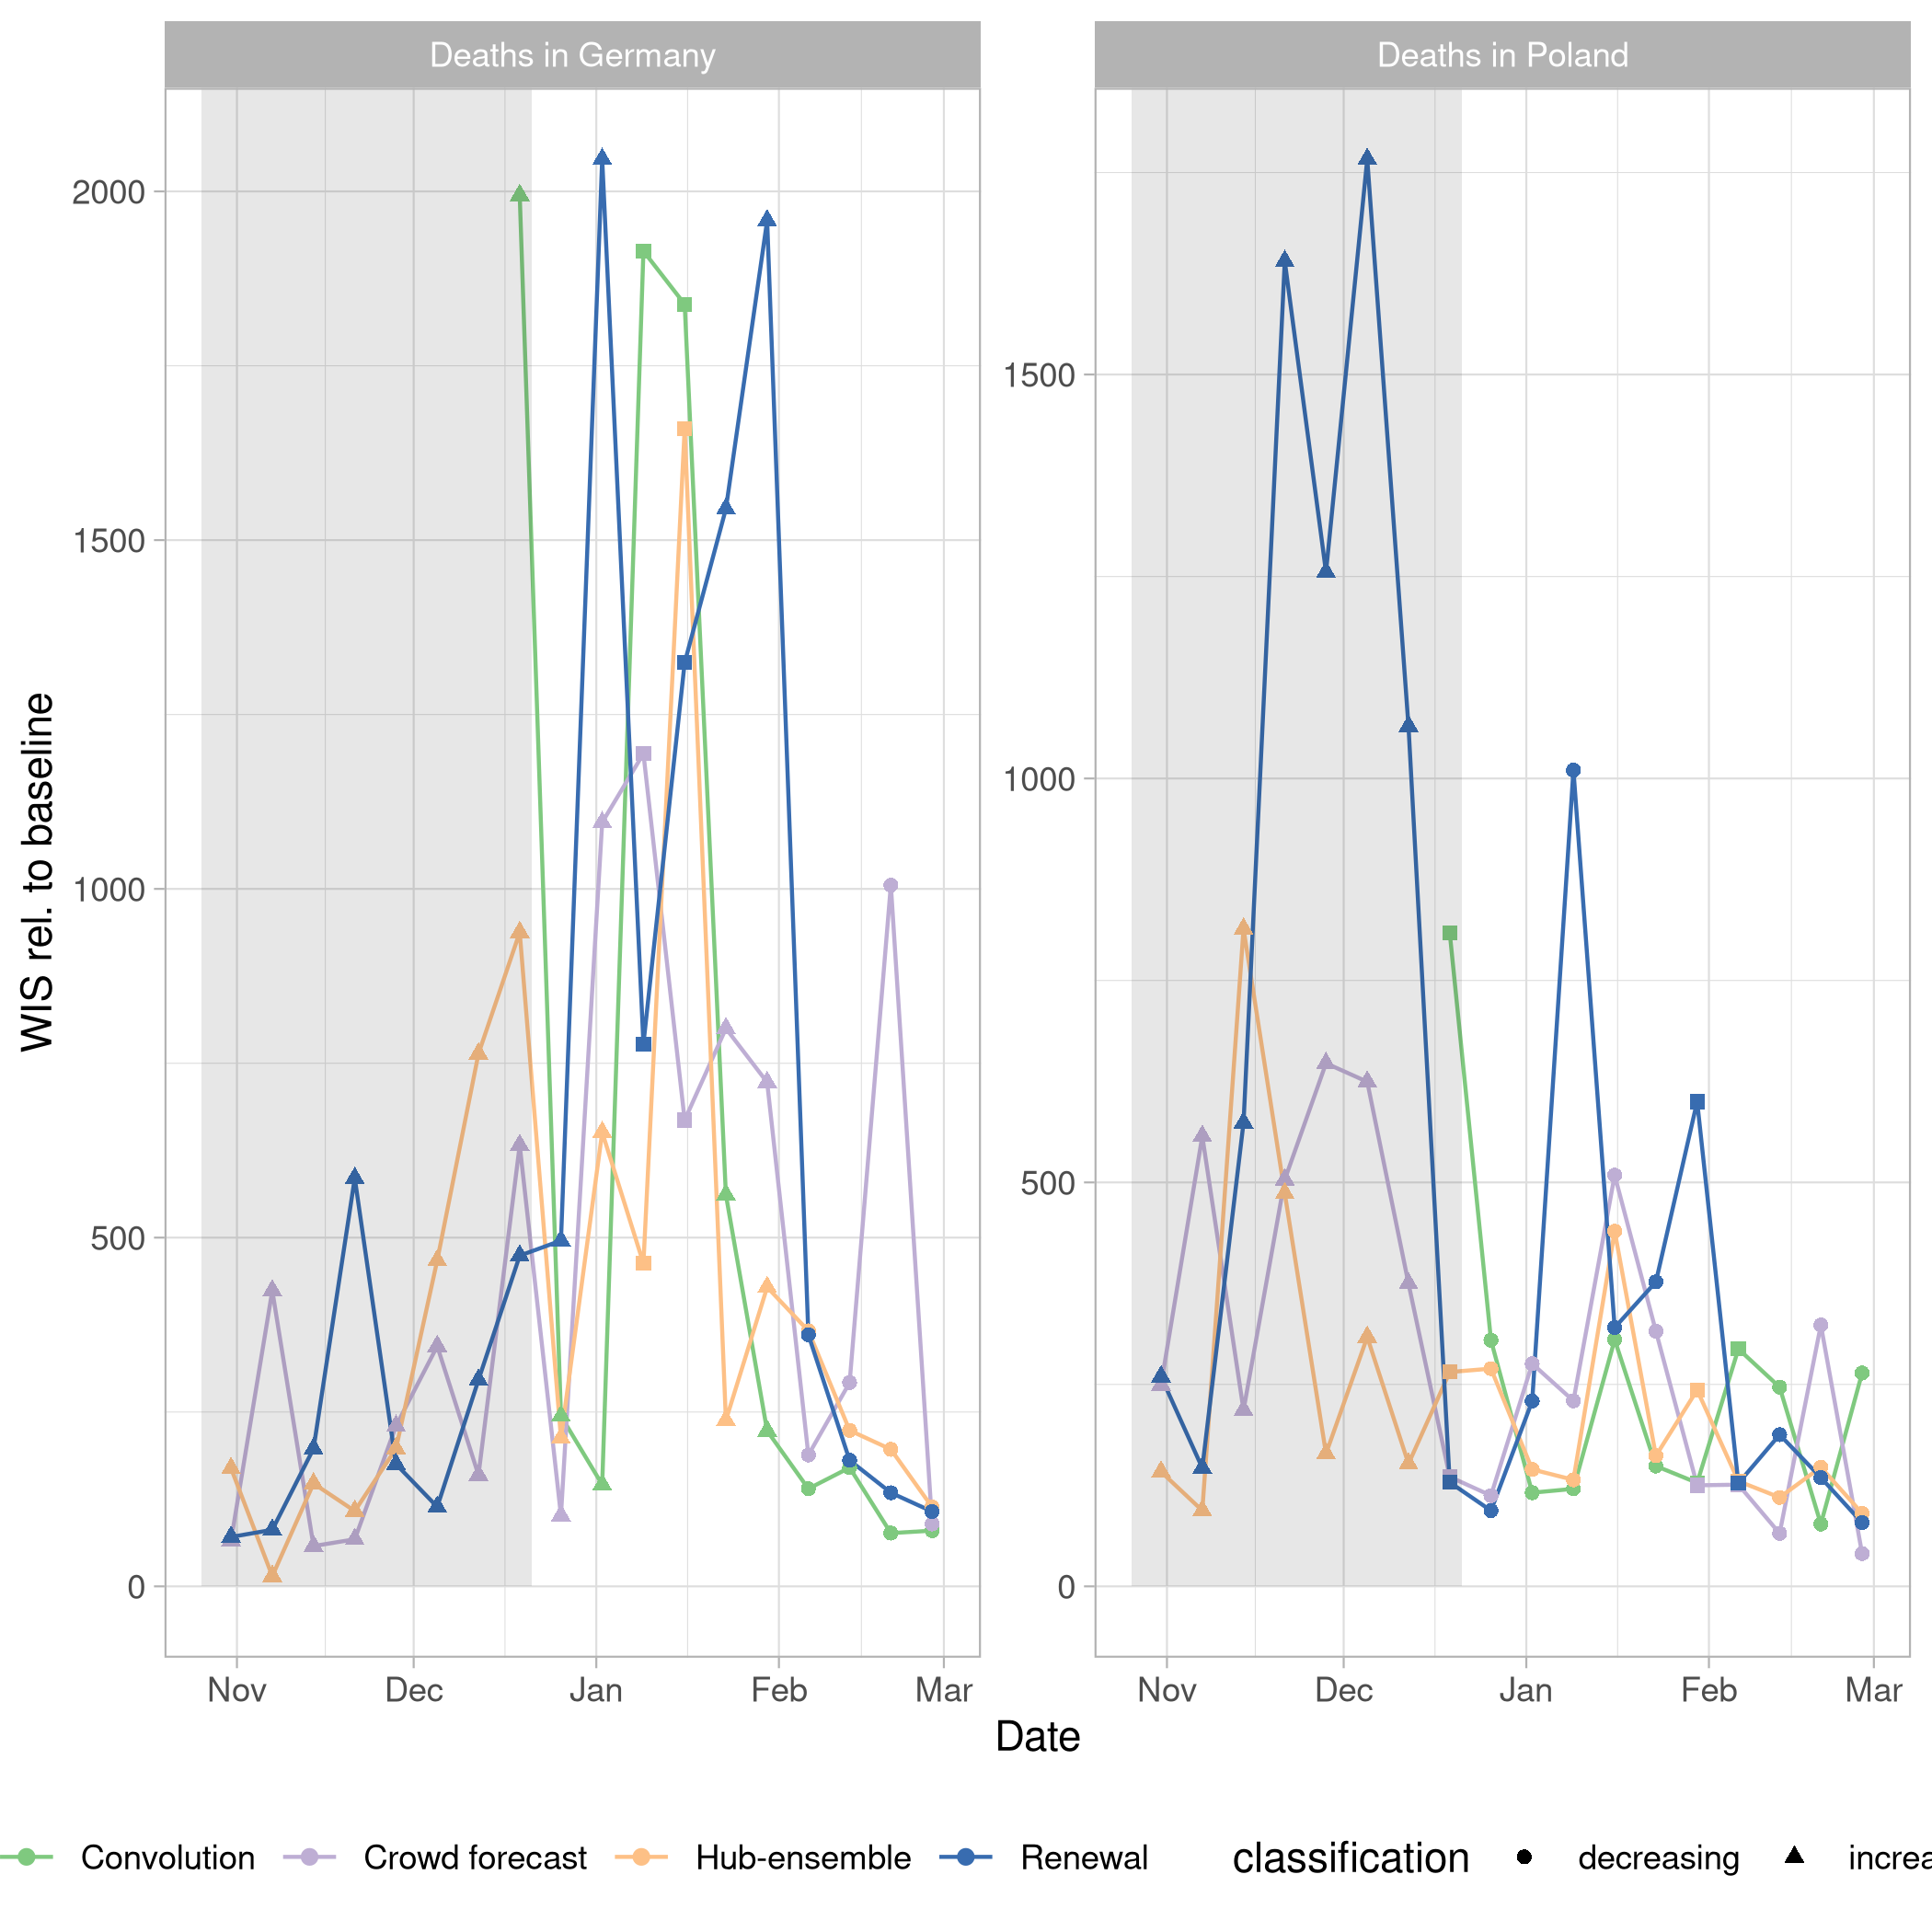 Deaths in Germany
Deaths in Poland
WIS rel. to baseline
2000
1500
1000
500
0
1500
1000
500
0
Nov Dec Jan Feb Mar
Nov Dec Jan Feb Mar
Date
Convolution Crowd forecast Hub-ensemble Renewal classification decreasing increa